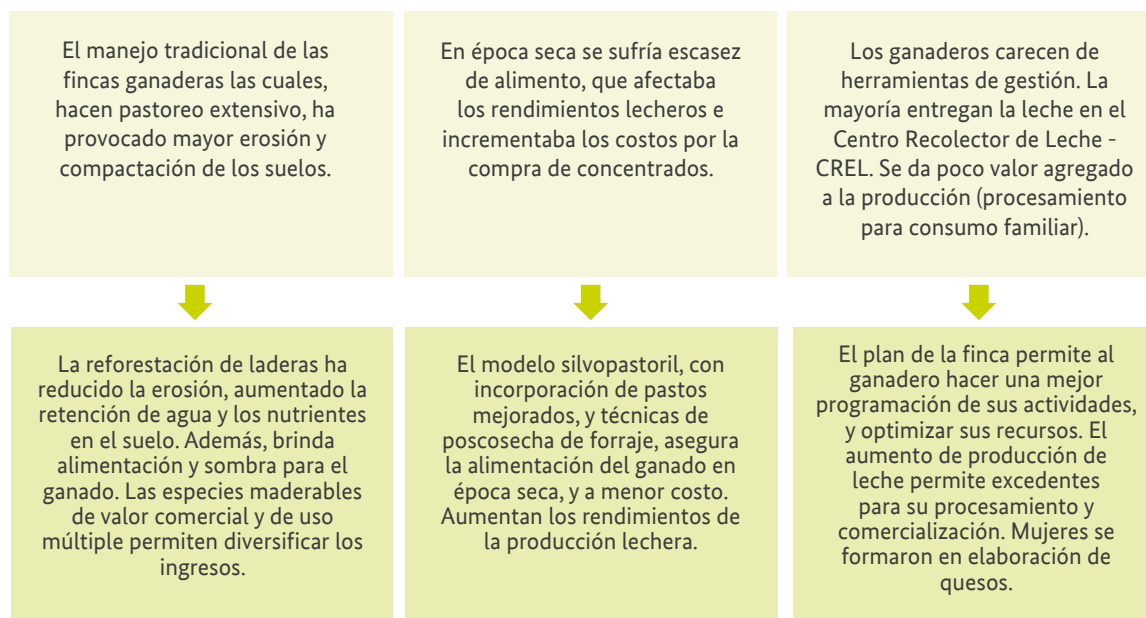 El manejo tradicional de las
fincas ganaderas las cuales,
hacen pastoreo extensivo, ha
provocado mayor erosión y
compactación de los suelos.
En época seca se sufría escasez
de alimento, que afectaba
los rendimientos lecheros e
incrementaba los costos por la
compra de concentrados.
Los ganaderos carecen de
herramientas de gestión. La
mayoría entregan la leche en el
Centro Recolector de Leche -
CREL. Se da poco valor agregado
a la producción (procesamiento
para consumo familiar).
La reforestación de laderas ha
reducido la erosión, aumentado la
retención de agua y los nutrientes
en el suelo. Además, brinda
alimentación y sombra para el
ganado. Las especies maderables
de valor comercial y de uso
múltiple permiten diversificar los
ingresos.
El modelo silvopastoril, con
incorporación de pastos
mejorados, y técnicas de
poscosecha de forraje, asegura
la alimentación del ganado en
época seca, y a menor costo.
Aumentan los rendimientos de
la producción lechera.
El plan de la finca permite al
ganadero hacer una mejor
programación de sus actividades,
y optimizar sus recursos. El
aumento de producción de
leche permite excedentes
para su procesamiento y
comercialización. Mujeres se
formaron en elaboración de
quesos.